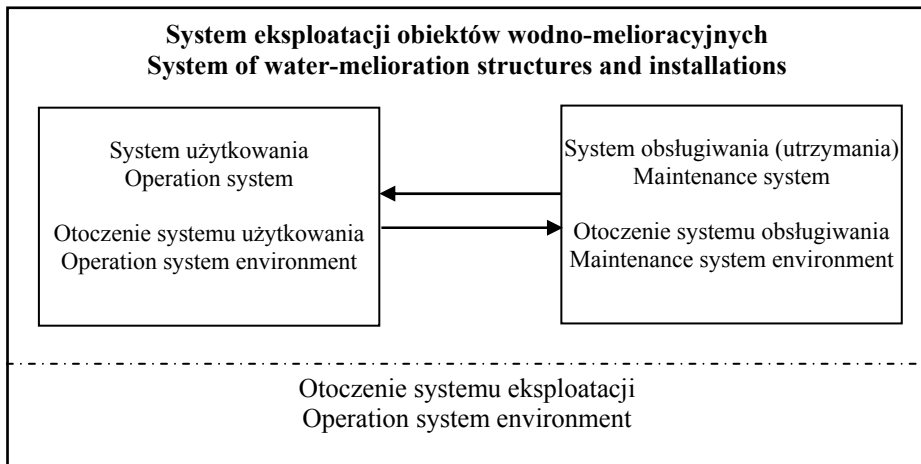 System eksploatacji obiektów wodno-melioracyjnych
System of water-melioration structures and installations
System użytkowania
Operation system
Otoczenie systemu użytkowania
Operation system environment
System obsługiwania (utrzymania)
Maintenance system
Otoczenie systemu obsługiwania
Maintenance system environment
Otoczenie systemu eksploatacji
Operation system environment